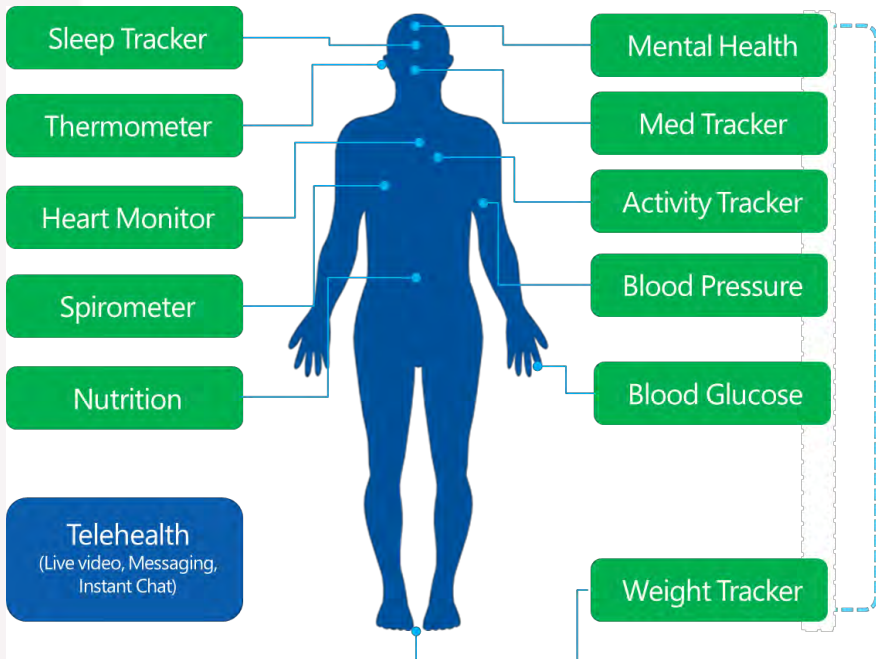 Sleep Tracker
Thermometer
Heart Monitor
Spirometer
Nutrition
Telehealth
(Live video, Messaging,
Instant Chat)
Mental Health
Med Tracker
Activity Tracker
Blood Pressure
Blood Glucose
Weight Tracker